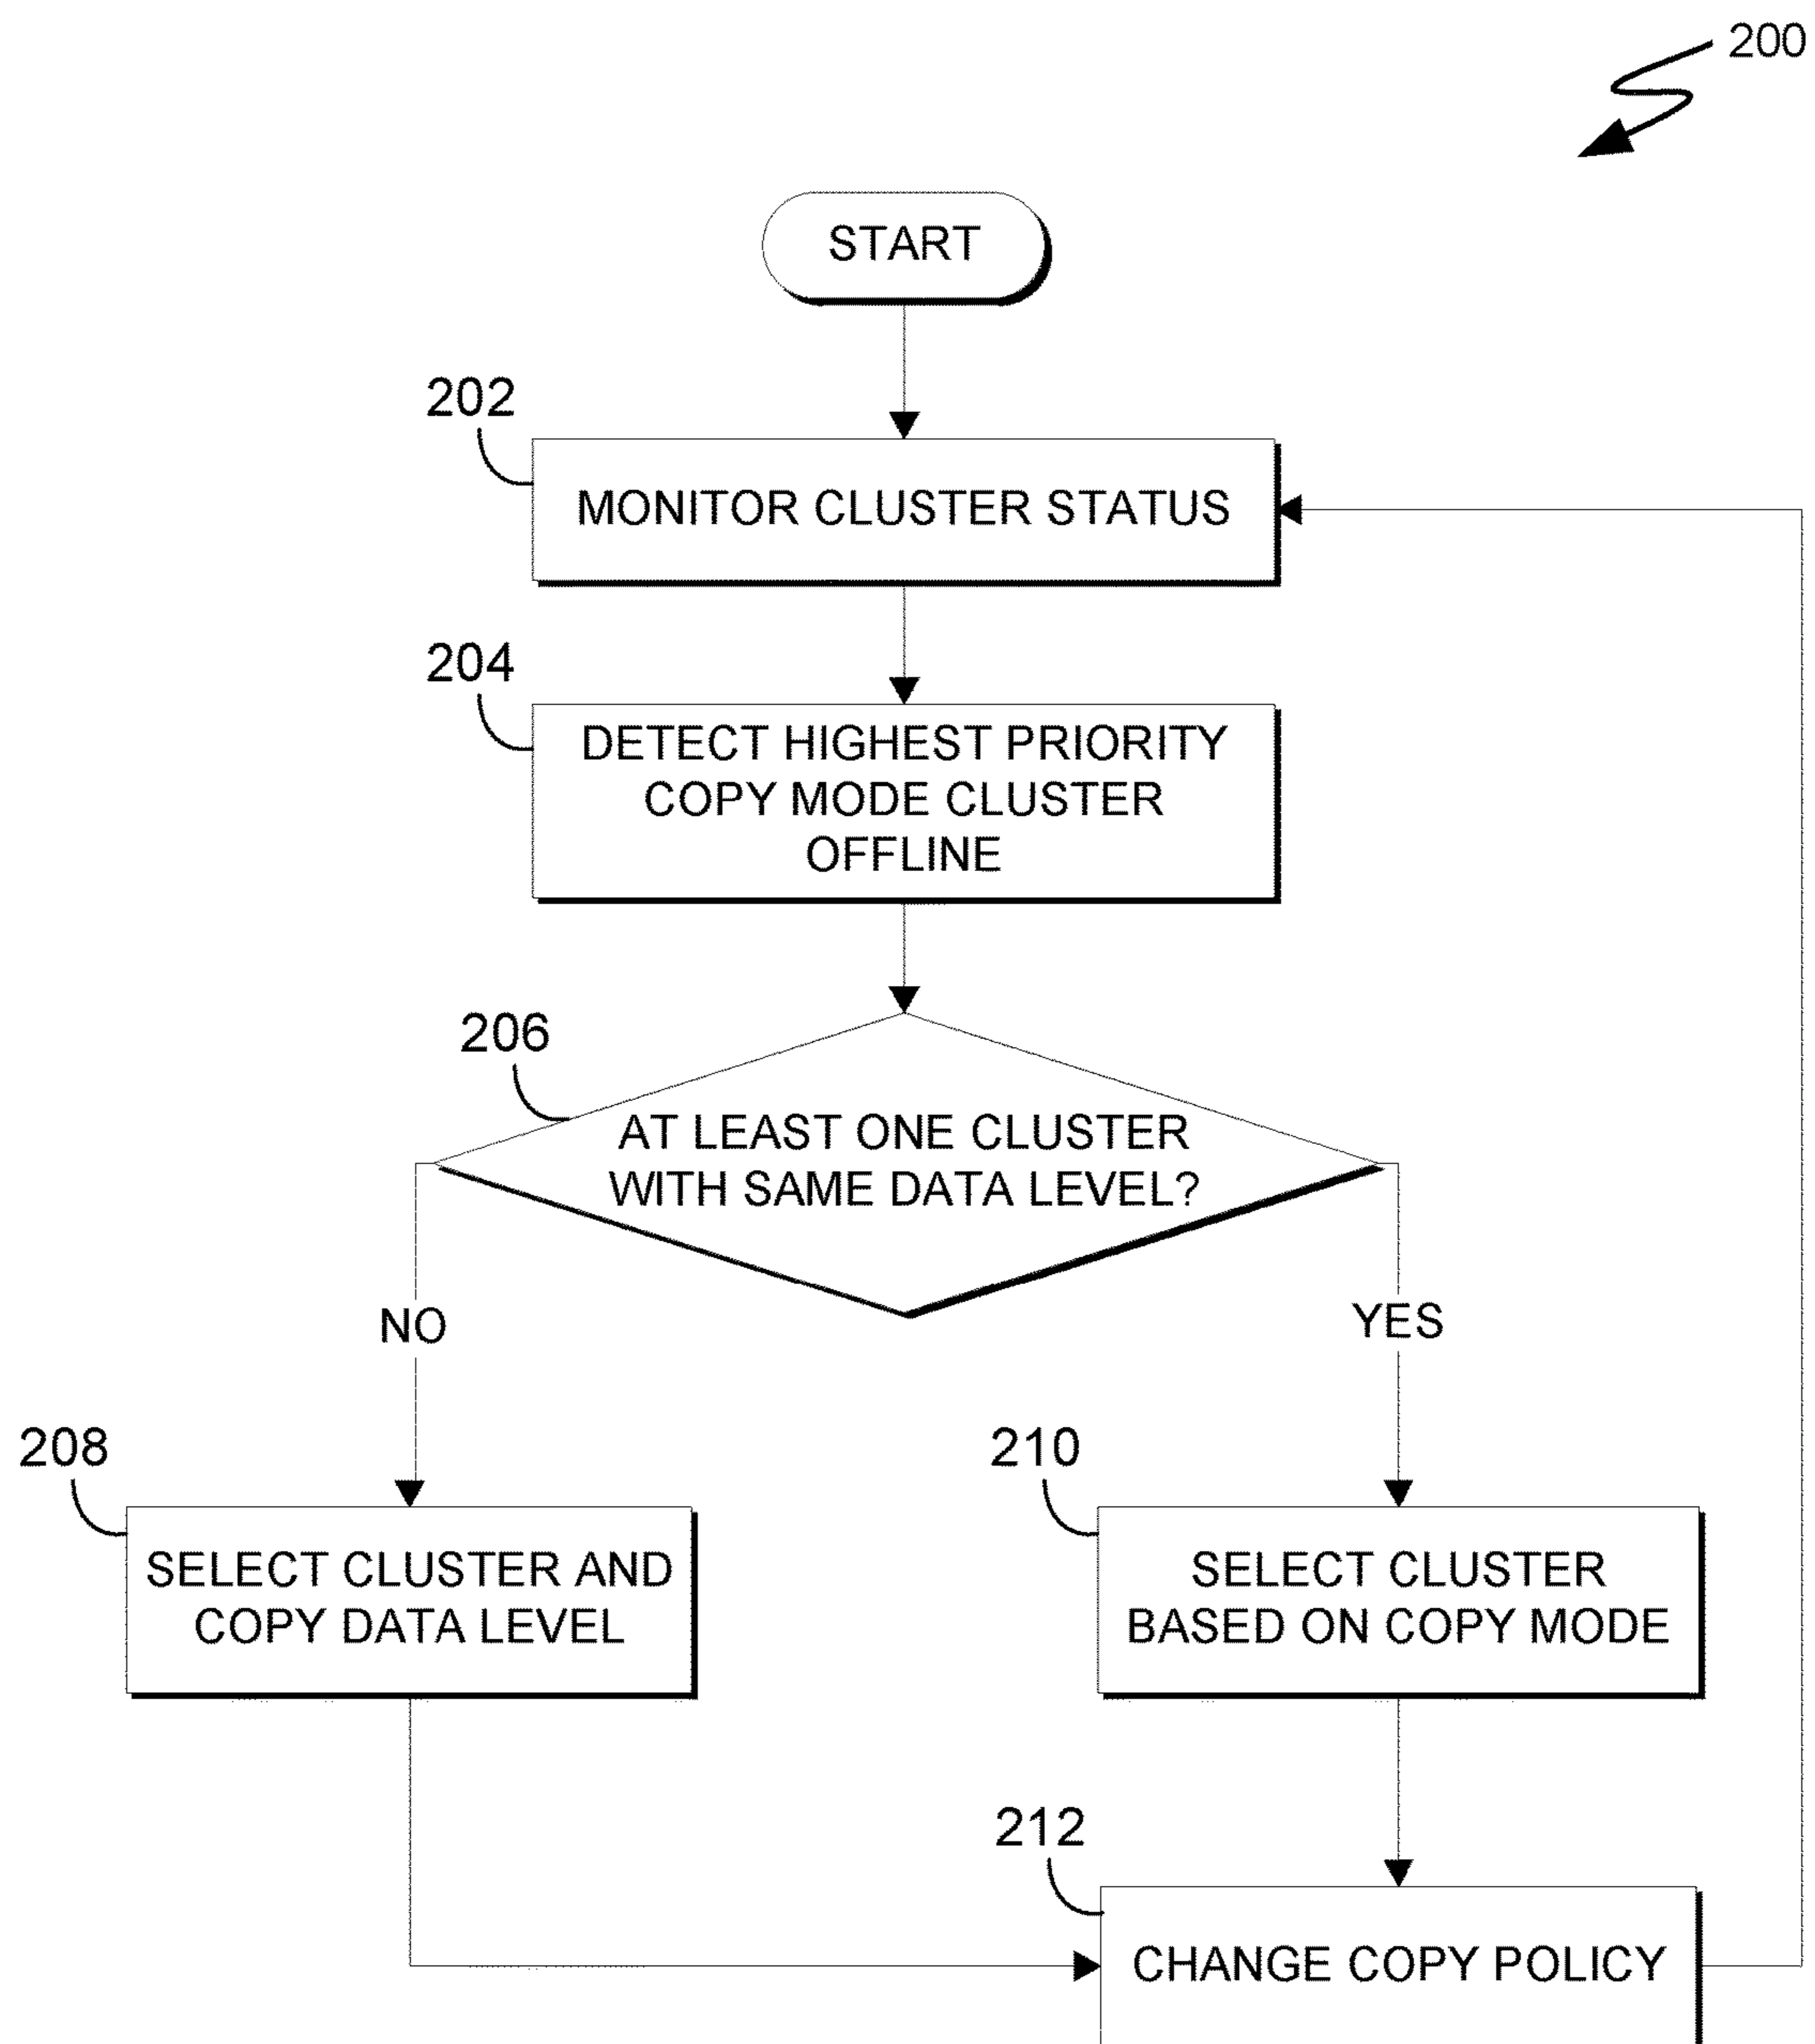 200
START
202
MONITOR CLUSTER STATUS
204
DETECT HIGHEST PRIORITY
COPY MODE CLUSTER
OFFLINE
206
AT LEAST ONE CLUSTER
WITH SAME DATA LEVEL?
NO
YES
208
SELECT CLUSTER AND
COPY DATA LEVEL
210
SELECT CLUSTER
BASED ON COPY MODE
212
CHANGE COPY POLICY